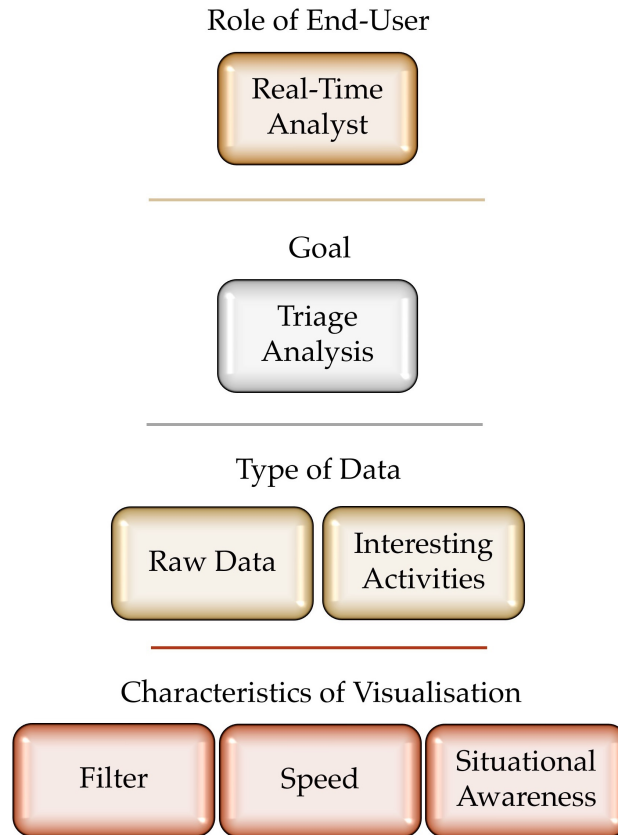 Role of End-User
Real-Time
Analyst
Goal
Triage
Analysis
Type of Data
Raw Data
Interesting
Activities
Characteristics of Visualisation
Filter
Speed
Situational
Awareness